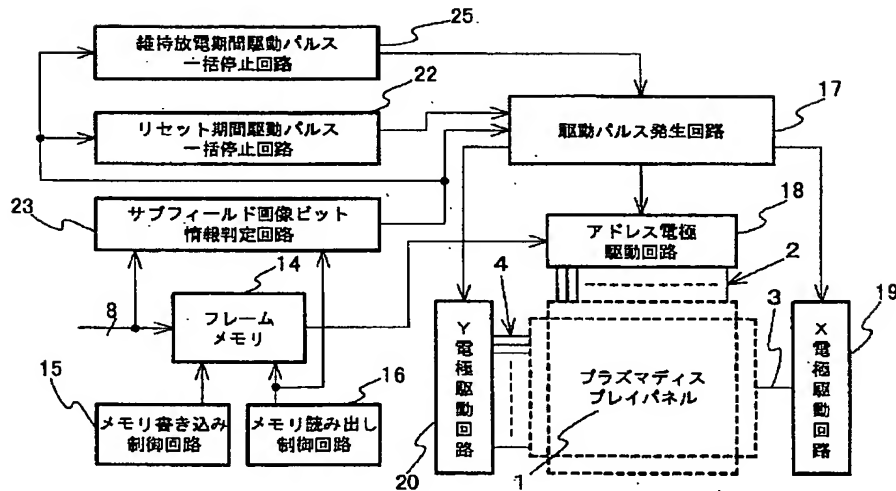 維持放電期間駆動パルス
一括停止回路
25
リセット期間駆動パルス
一括停止回路
22
駆動パルス発生回路
17
サブフィールド画像ビット
情報判定回路
23
アドレス電極
駆動回路
18
2
8
フレーム
メモリ
14
4
Y電極駆動回路
20
プラズマディス
プレイパネル
1
3
X電極駆動回路
19
メモリ書き込み
制御回路
15
メモリ読み出し
制御回路
16